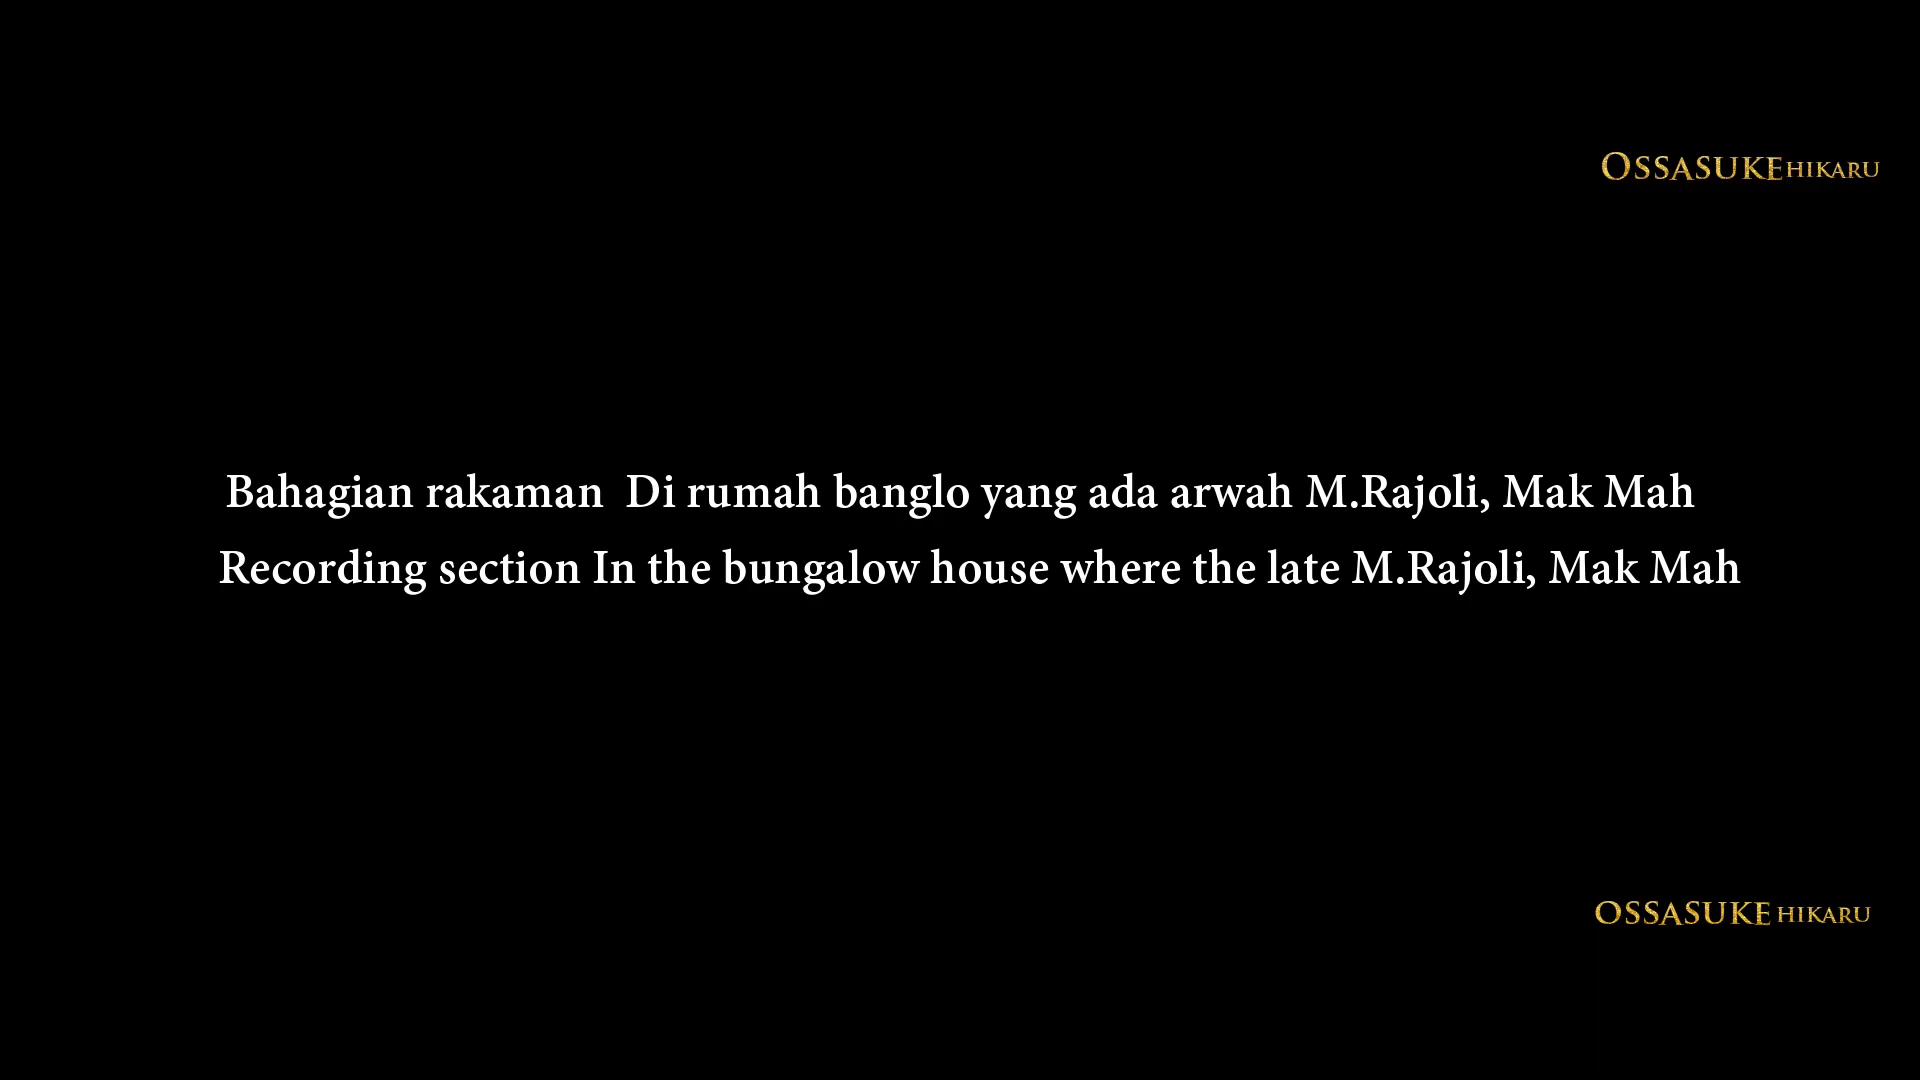 OSSASUKEHIKARU
Bahagian rakaman  Di rumah banglo yang ada arwah M.Rajoli, Mak Mah
Recording section In the bungalow house where the late M.Rajoli, Mak Mah
OSSASUKE HIKARU